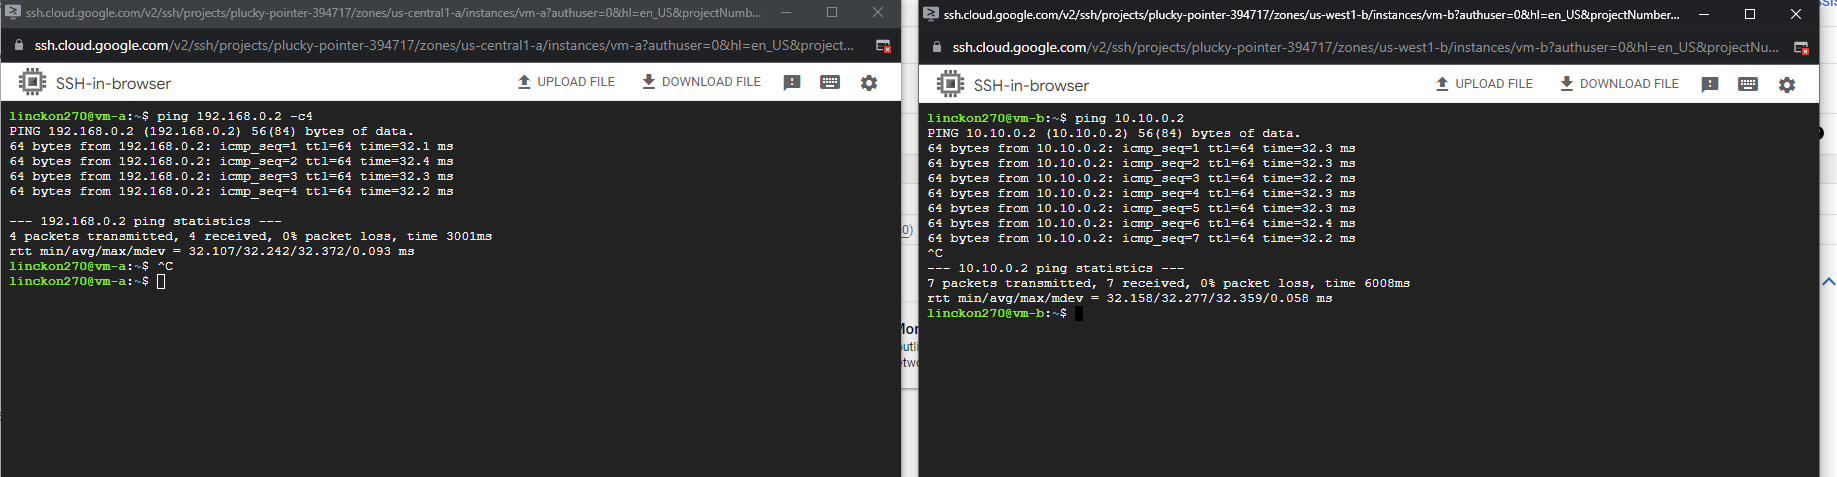 ssh.cloud.google.com/v2/ssh/projects/plucky-pointer-394717/zones/us-central1-a/instances/vm-a?authuser=0&hl=en_US&projectNumb...
ssh.cloud.google.com/v2/ssh/projects/plucky-pointer-394717/zones/us-central1-a/instances/vm-a?authuser=0&hl=en_US&project...
SSH-in-browser
UPLOAD FILE
DOWNLOAD FILE
linckon270@vm-a:~$ ping 192.168.0.2 -c4
PING 192.168.0.2 (192.168.0.2) 56(84) bytes of data.
64 bytes from 192.168.0.2: icmp_seq=1 ttl=64 time=32.1 ms
64 bytes from 192.168.0.2: icmp_seq=2 ttl=64 time=32.4 ms
64 bytes from 192.168.0.2: icmp_seq=3 ttl=64 time=32.3 ms
64 bytes from 192.168.0.2: icmp_seq=4 ttl=64 time=32.2 ms
--- 192.168.0.2 ping statistics ---
4 packets transmitted, 4 received, 0% packet loss, time 3001ms
rtt min/avg/max/mdev = 32.107/32.242/32.372/0.093 ms
linckon270@vm-a:~$ ^C
linckon270@vm-a:~$
ssh.cloud.google.com/v2/ssh/projects/plucky-pointer-394717/zones/us-west1-b/instances/vm-b?authuser=0&hl=en_US&projectNumber...
ssh.cloud.google.com/v2/ssh/projects/plucky-pointer-394717/zones/us-west1-b/instances/vm-b?authuser=0&hl=en_US&projectNu...
SSH-in-browser
UPLOAD FILE
DOWNLOAD FILE
linckon270@vm-b:~$ ping 10.10.0.2
PING 10.10.0.2 (10.10.0.2) 56(84) bytes of data.
64 bytes from 10.10.0.2: icmp_seq=1 ttl=64 time=32.3 ms
64 bytes from 10.10.0.2: icmp_seq=2 ttl=64 time=32.3 ms
64 bytes from 10.10.0.2: icmp_seq=3 ttl=64 time=32.2 ms
64 bytes from 10.10.0.2: icmp_seq=4 ttl=64 time=32.3 ms
64 bytes from 10.10.0.2: icmp_seq=5 ttl=64 time=32.3 ms
64 bytes from 10.10.0.2: icmp_seq=6 ttl=64 time=32.4 ms
64 bytes from 10.10.0.2: icmp_seq=7 ttl=64 time=32.2 ms
^C
--- 10.10.0.2 ping statistics ---
7 packets transmitted, 7 received, 0% packet loss, time 6008ms
rtt min/avg/max/mdev = 32.158/32.277/32.359/0.058 ms
linckon270@vm-b:~$